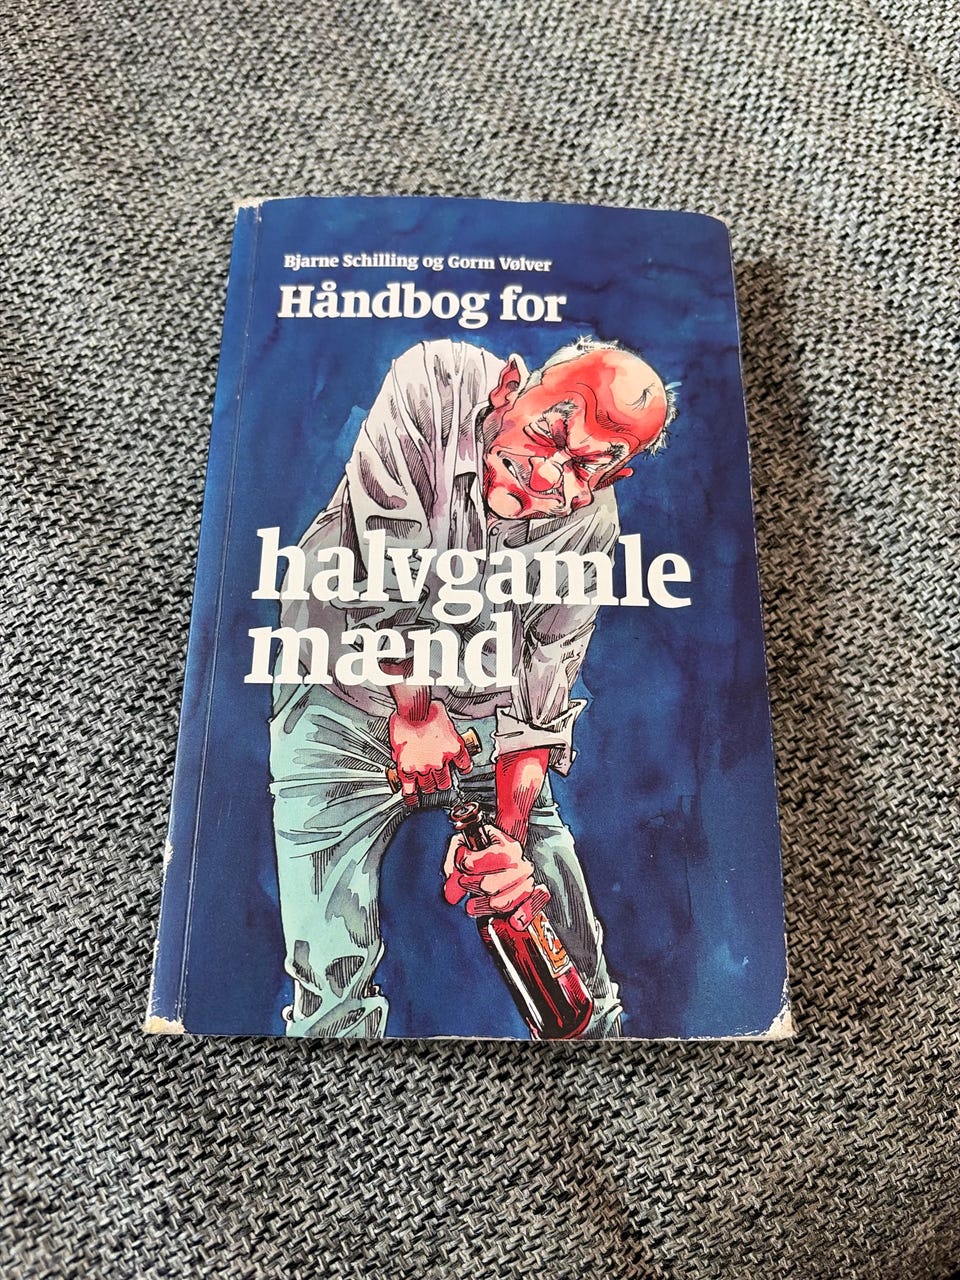 Bjarne Schilling og Gorm Vølver
Håndbog for
halvgamle
mænd